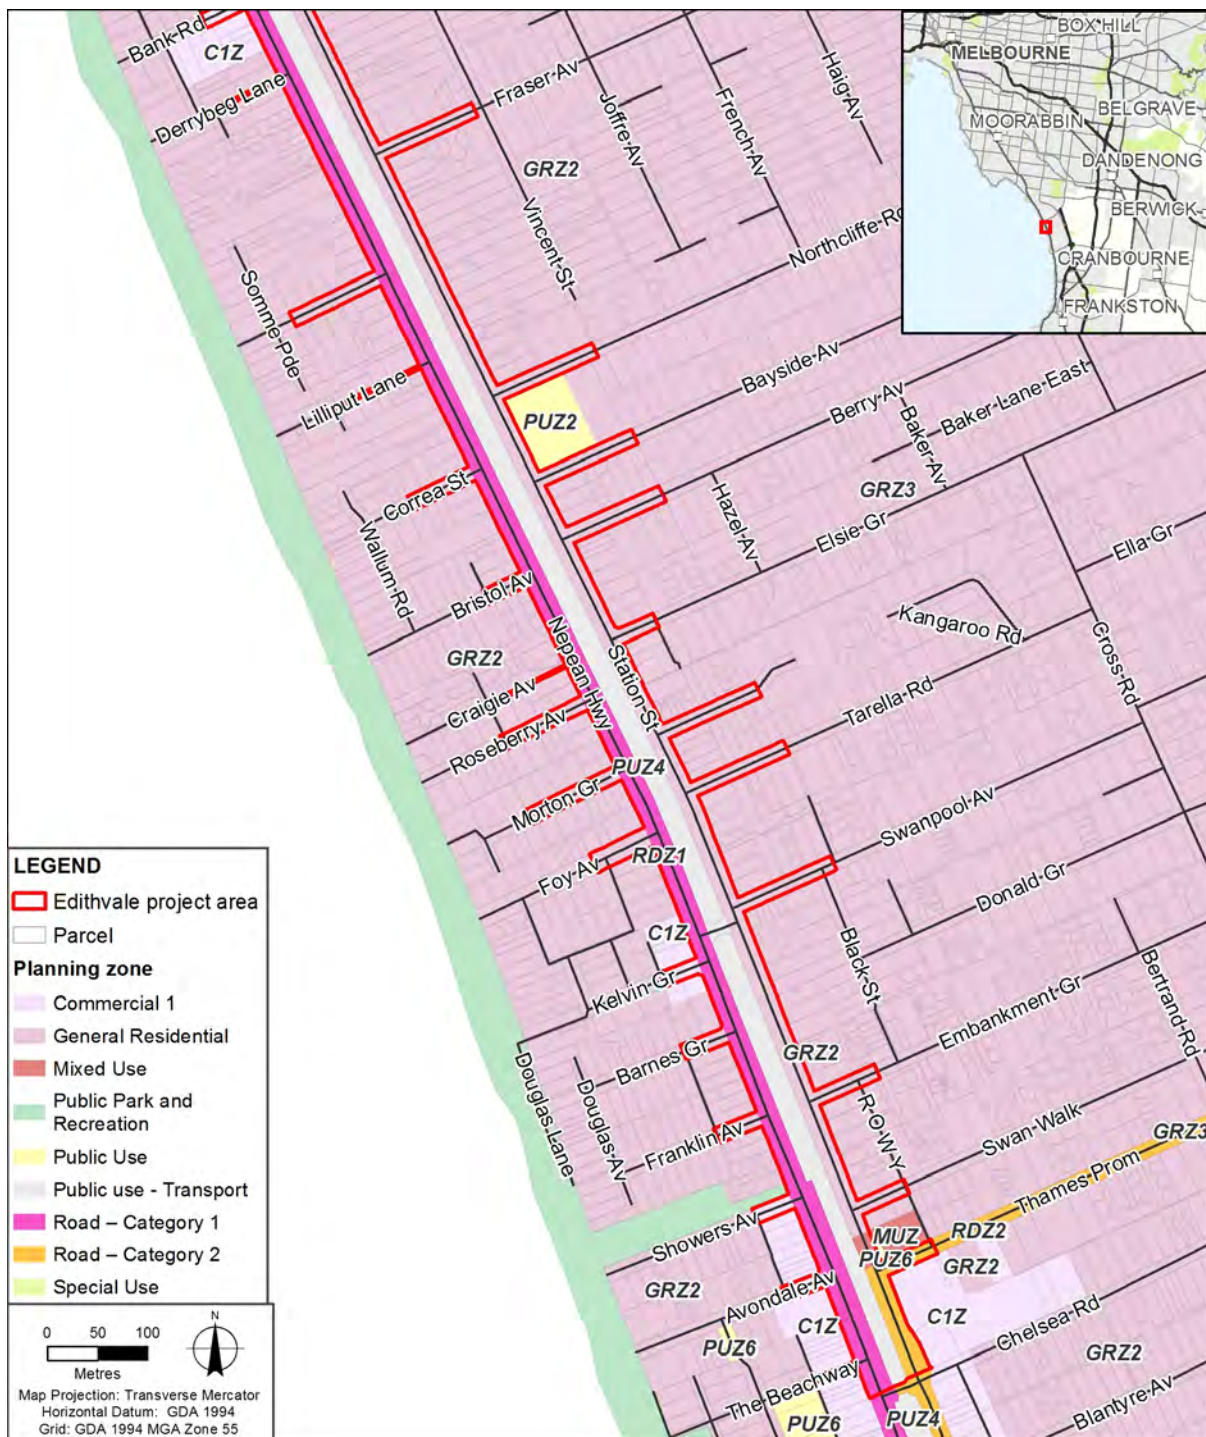 Bank-Rd
C1Z
Derrybeg Lane
Fraser-Av
Joffre-Av
French-Av
Haig-Av
GRZ2
Vincent-St
Northcliffe-Rd
BOX HILL
MELBOURNE
BELGRAVE
MOORABBIN
DANDENONG
BERWICK
CRANBOURNE
FRANKSTON
Somme-Pde
Lilliput Lane
Bayside-Av
Berry-Av
Baker-Av
Baker-Lane-East
PUZ2
Correa-St
Wallum-Rd
Hazel-Av
GRZ3
Elsie-Gr
Ella-Gr
Bristol-Av
Kangaroo Rd
Cross-Rd
GRZ2
Nepean-Hwy
Station-St
Craigie-Av
Roseberry-Av
Tarella-Rd
PUZ4
Morton-Gr
Swanpool-Av
Foy-Av
RDZ1
Donald-Gr
C1Z
Black-St
Bertrand-Rd
Kelvin-Gr
Embankment-Gr
Barnes-Gr
GRZ2
Douglas-Lane
Douglas-Av
R-O-W-Y
Swan-Walk
Franklin-Av
GRZ3
Thames-Prom
Showers-Av
MUZ
RDZ2
PUZ6
GRZ2
GRZ2
Avondale-Av
C1Z
C1Z
Chelsea-Rd
PUZ6
GRZ2
The-Beachway
Blantyre-Av
PUZ6
PUZ4
LEGEND
Edithvale project area
Parcel
Planning zone
Commercial 1
General Residential
Mixed Use
Public Park and
Recreation
Public Use
Public use - Transport
Road – Category 1
Road – Category 2
Special Use
N
0 50 100
Metres
Map Projection: Transverse Mercator
Horizontal Datum: GDA 1994
Grid: GDA 1994 MGA Zone 55